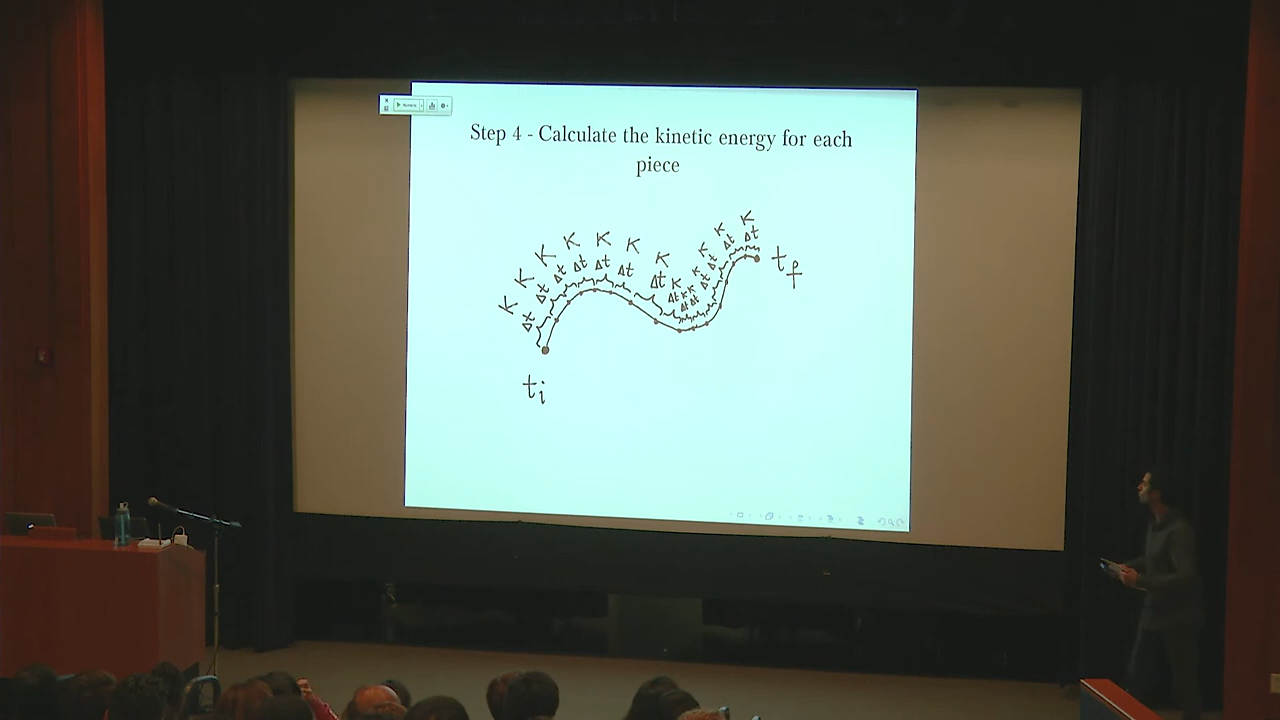 Step 4 - Calculate the kinetic energy for each
piece
K K K K K K K K K K K K K K K
Δt Δt Δt Δt Δt Δt Δt Δt Δt Δt Δt Δt Δt Δt
t_i
t_f